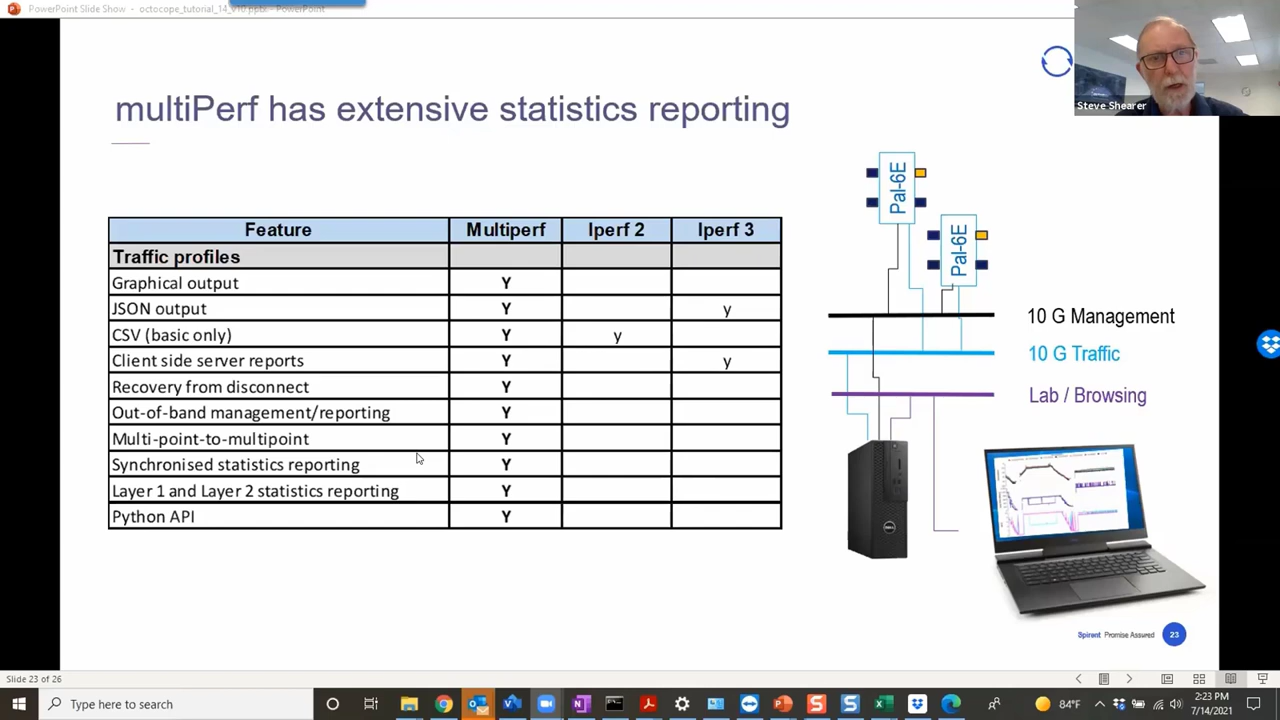 PowerPoint Slide Show - octocope_tutorial_14_v10.pptx - PowerPoint
Steve Shearer
multiPerf has extensive statistics reporting
Feature Multiperf Iperf 2 Iperf 3
Traffic profiles
Graphical output Y
JSON output Y y
CSV (basic only) Y y
Client side server reports Y y
Recovery from disconnect Y
Out-of-band management/reporting Y
Multi-point-to-multipoint Y
Synchronised statistics reporting Y
Layer 1 and Layer 2 statistics reporting Y
Python API Y
Pal-6E
Pal-6E
10 G Management
10 G Traffic
Lab / Browsing
DELL
Spirent Promise Assured 23
Slide 23 of 26
Type here to search
84°F
2:23 PM
7/14/2021